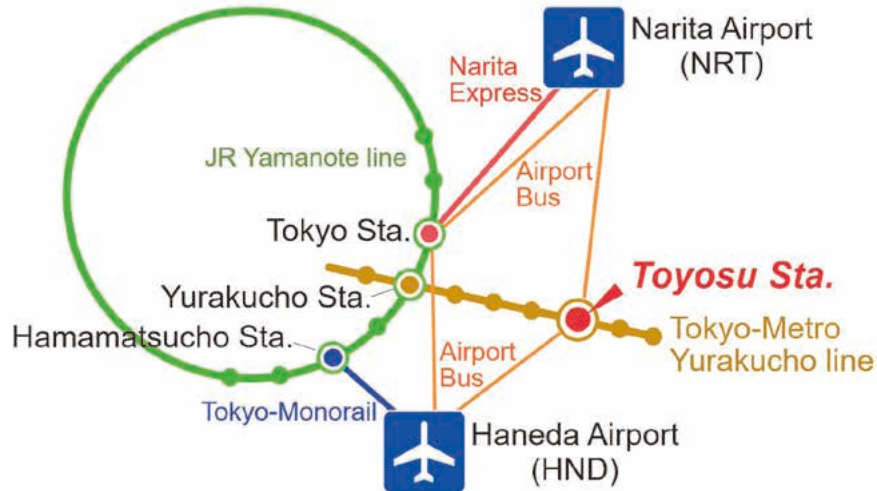 Narita Airport
(NRT)
Narita
Express
JR Yamanote line
Airport
Bus
Tokyo Sta.
Toyosu Sta.
Yurakucho Sta.
Hamamatsucho Sta.
Tokyo-Metro
Yurakucho line
Airport
Bus
Tokyo-Monorail
Haneda Airport
(HND)